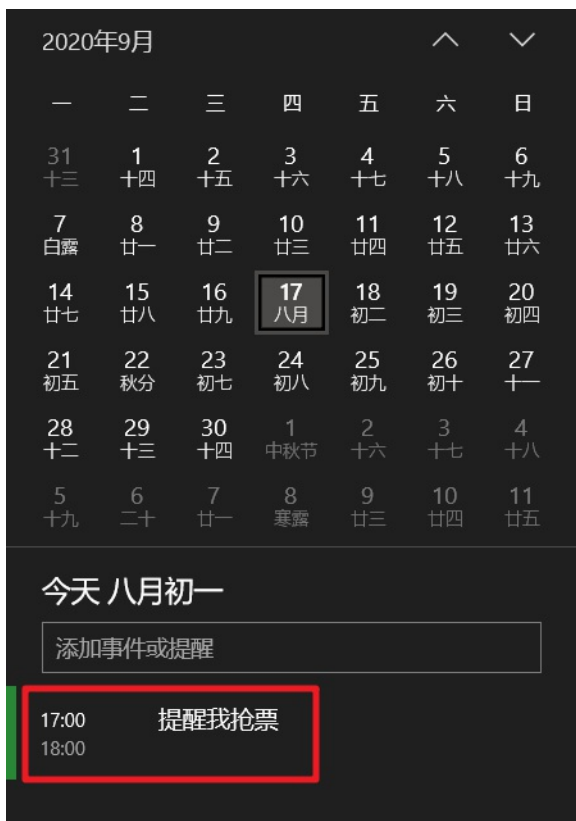 2020年9月
一 二 三 四 五 六 日
31 1 2 3 4 5 6
十三 十四 十五 十六 十七 十八 十九
7 8 9 10 11 12 13
白露 廿一 廿二 廿三 廿四 廿五 廿六
14 15 16 17 18 19 20
廿七 廿八 廿九 八月 初二 初三 初四
21 22 23 24 25 26 27
初五 秋分 初七 初八 初九 初十 十一
28 29 30 1 2 3 4
十二 十三 十四 中秋节 十六 十七 十八
5 6 7 8 9 10 11
十九 二十 廿一 寒露 廿三 廿四 廿五
今天 八月初一
添加事件或提醒
17:00 提醒我抢票
18:00